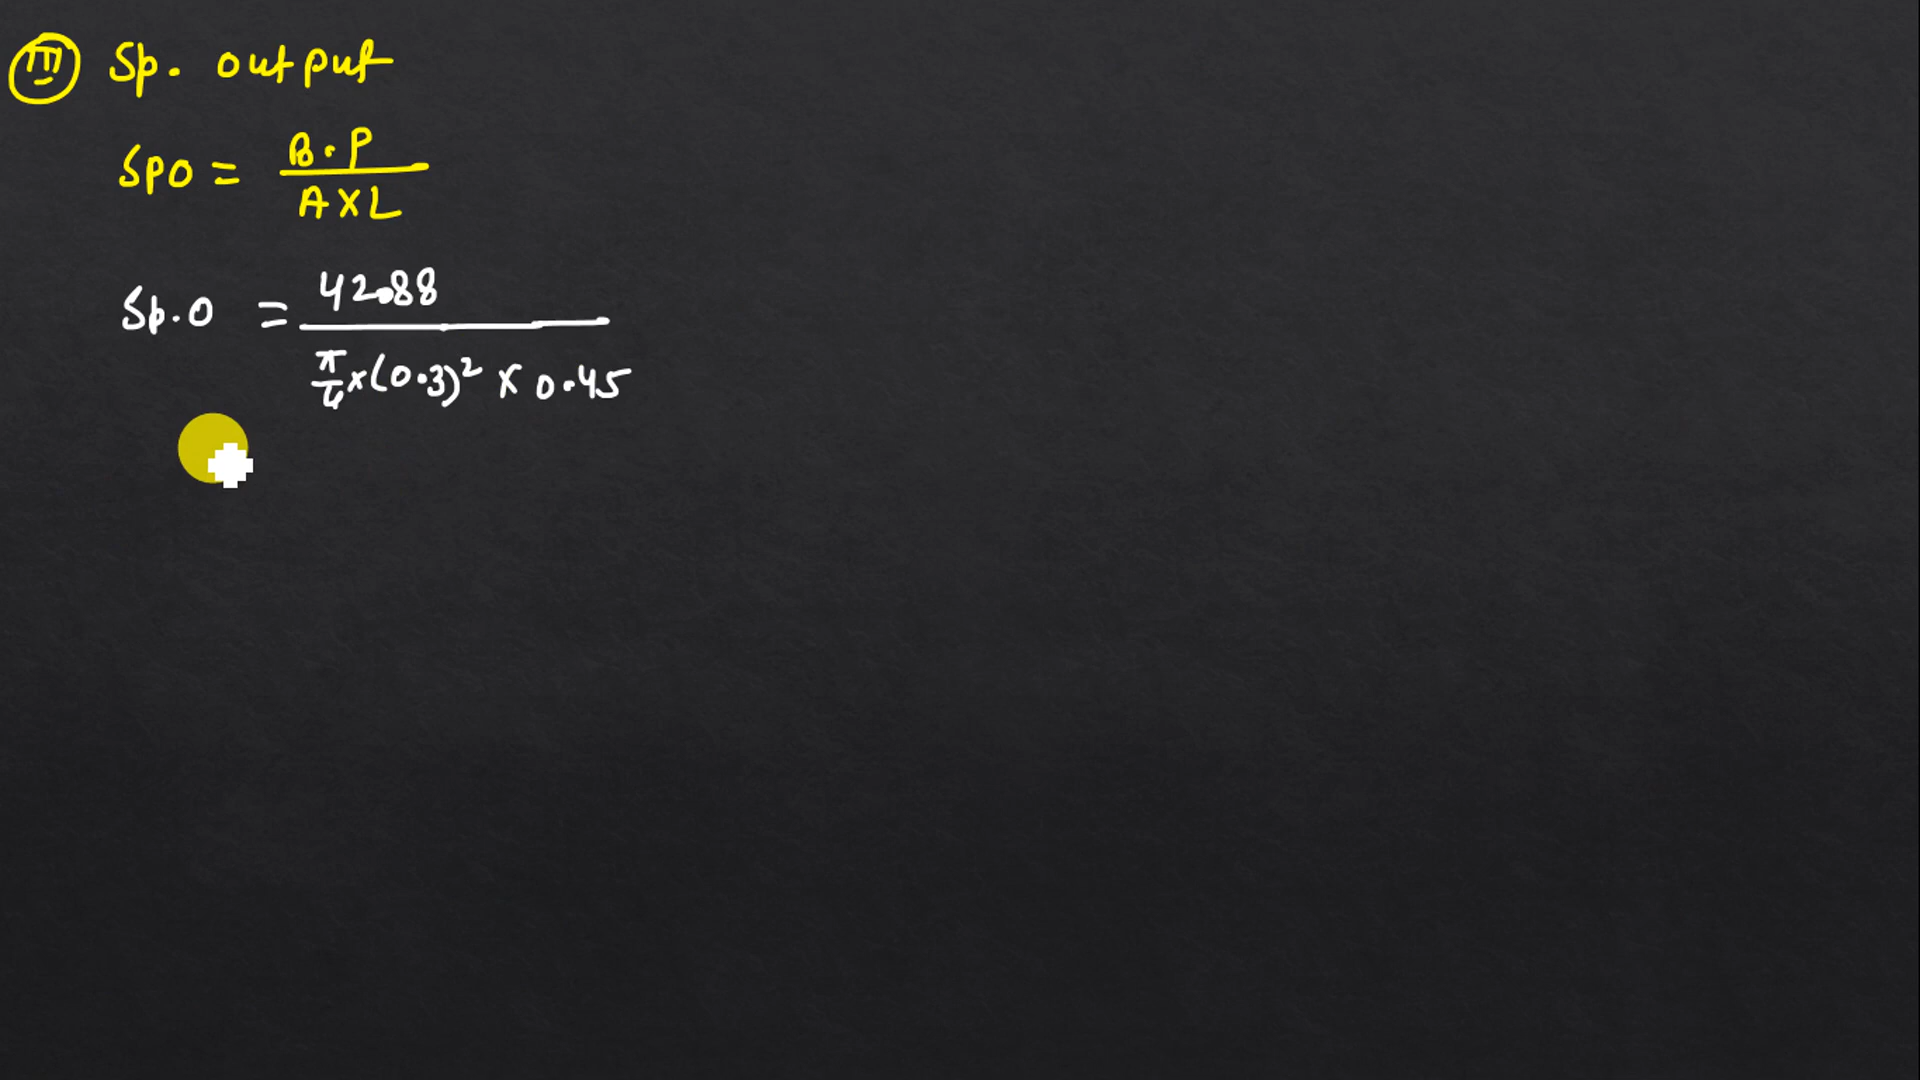 III Sp. output
SPO = B.P / A X L
Sp.O = 42.88 / π/4 x (0.3)² X 0.45